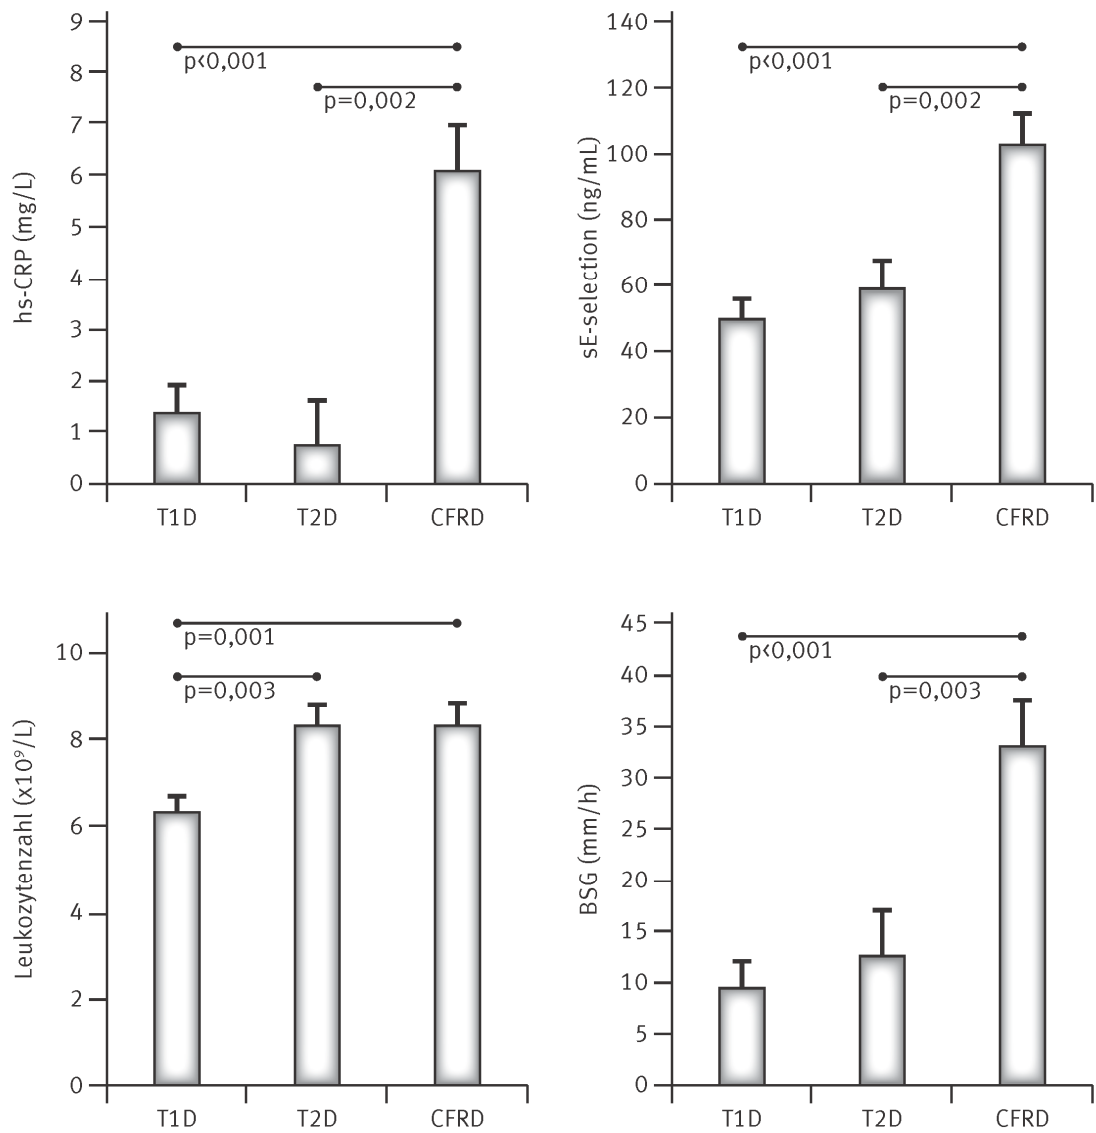 hs-CRP (mg/L)
9
8
7
6
5
4
3
2
1
0
p<0,001
p=0,002
T1D T2D CFRD
sE-selection (ng/mL)
140
120
100
80
60
40
20
0
p<0,001
p=0,002
T1D T2D CFRD
Leukozytenzahl (x10⁹/L)
10
8
6
4
2
0
p=0,001
p=0,003
T1D T2D CFRD
BSG (mm/h)
45
40
35
30
25
20
15
10
5
0
p<0,001
p=0,003
T1D T2D CFRD